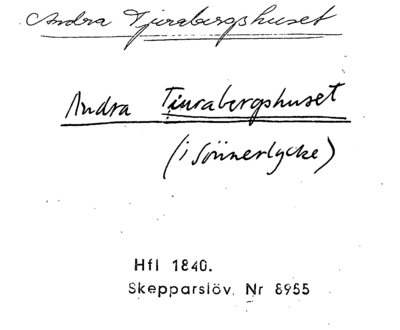 Andra Tjurabergshuset
Andra Tjurabergshuset
(i Sönnerlycke)
Hfl 1840.
Skepparslöv. Nr 8955